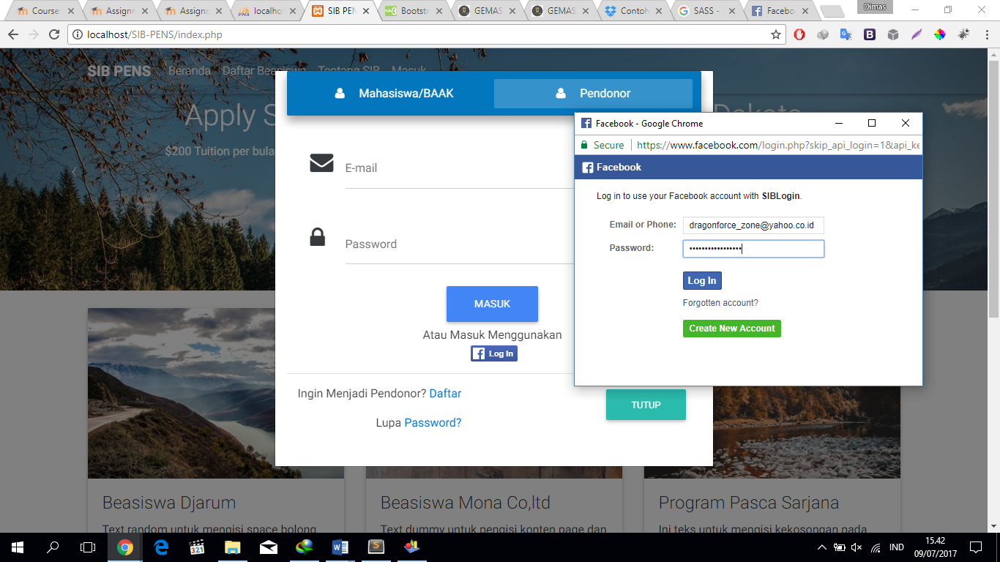 Course
Assignm
Assignm
localho
SIB PEN
Bootstr
GEMAS
GEMAS
Contoh
SASS -
Facebo
Dimas
localhost/SIB-PENS/index.php
SIB PENS Beranda Daftar Beasiswa Tentang SIB Masuk
Mahasiswa/BAAK
Pendonor
Apply S
Dakota
$200 Tuition per bula
E-mail
Password
MASUK
Atau Masuk Menggunakan
Log In
Ingin Menjadi Pendonor? Daftar
Lupa Password?
TUTUP
Facebook - Google Chrome
Secure https://www.facebook.com/login.php?skip_api_login=1&api_ke
Facebook
Log in to use your Facebook account with SIBLogin.
Email or Phone: dragonforce_zone@yahoo.co.id
Password: •••••••••••••••••
Log In
Forgotten account?
Create New Account
Beasiswa Djarum
Text random untuk mengisi space bolong
Beasiswa Mona Co,ltd
Text dummy untuk pengisi konten page dan
Program Pasca Sarjana
Ini teks untuk mengisi kekosongan pada
IND
15.42
09/07/2017